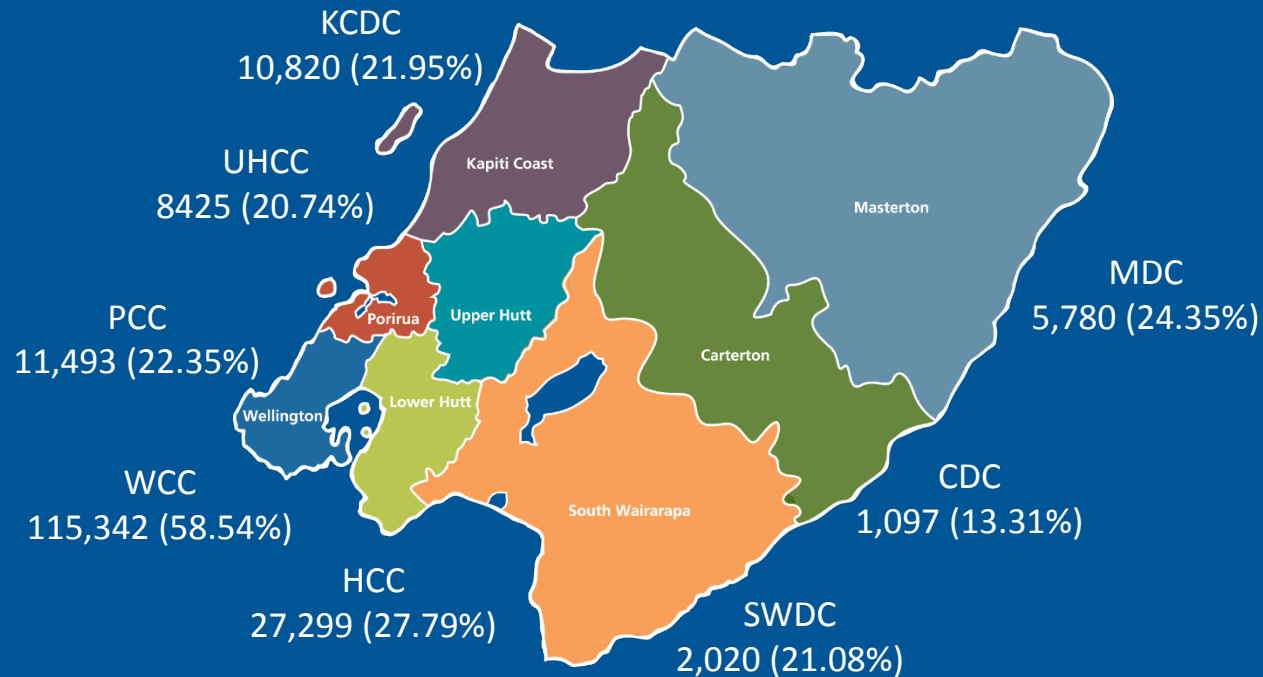 KCDC
10,820 (21.95%)
UHCC
8425 (20.74%)
PCC
11,493 (22.35%)
WCC
115,342 (58.54%)
HCC
27,299 (27.79%)
SWDC
2,020 (21.08%)
CDC
1,097 (13.31%)
MDC
5,780 (24.35%)
Kapiti Coast
Masterton
Upper Hutt
Porirua
Carterton
Lower Hutt
Wellington
South Wairarapa